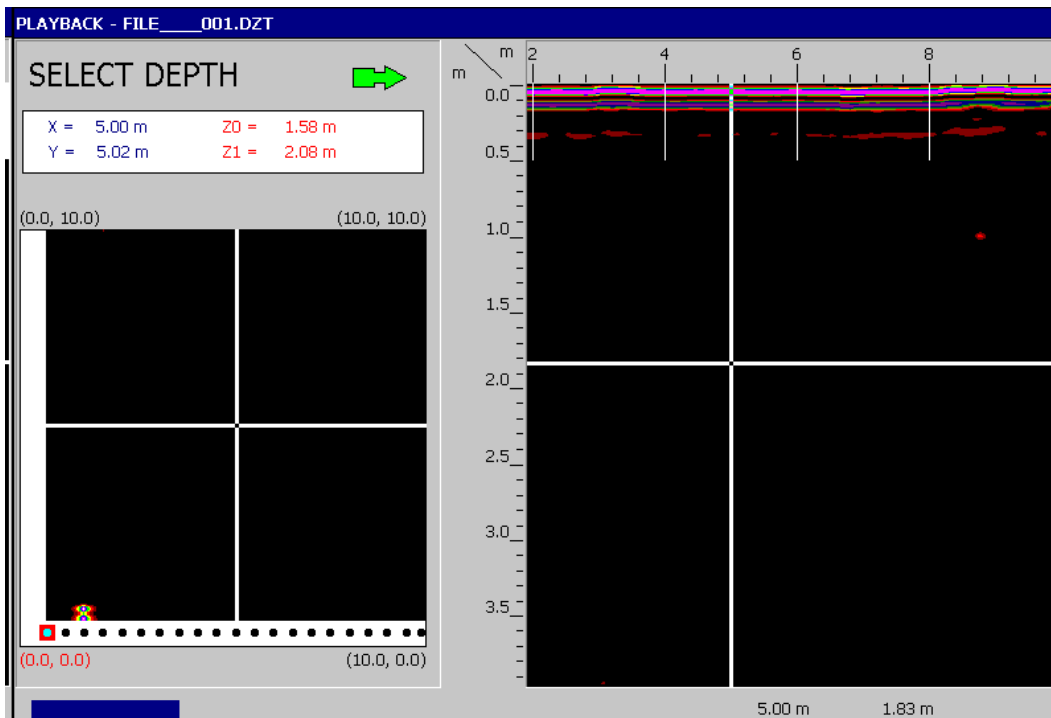 PLAYBACK - FILE____001.DZT
SELECT DEPTH
X = 5.00 m Z0 = 1.58 m
Y = 5.02 m Z1 = 2.08 m
(0.0, 10.0) (10.0, 10.0)
(0.0, 0.0) (10.0, 0.0)
m 2 4 6 8
m
0.0
0.5
1.0
1.5
2.0
2.5
3.0
3.5
5.00 m 1.83 m